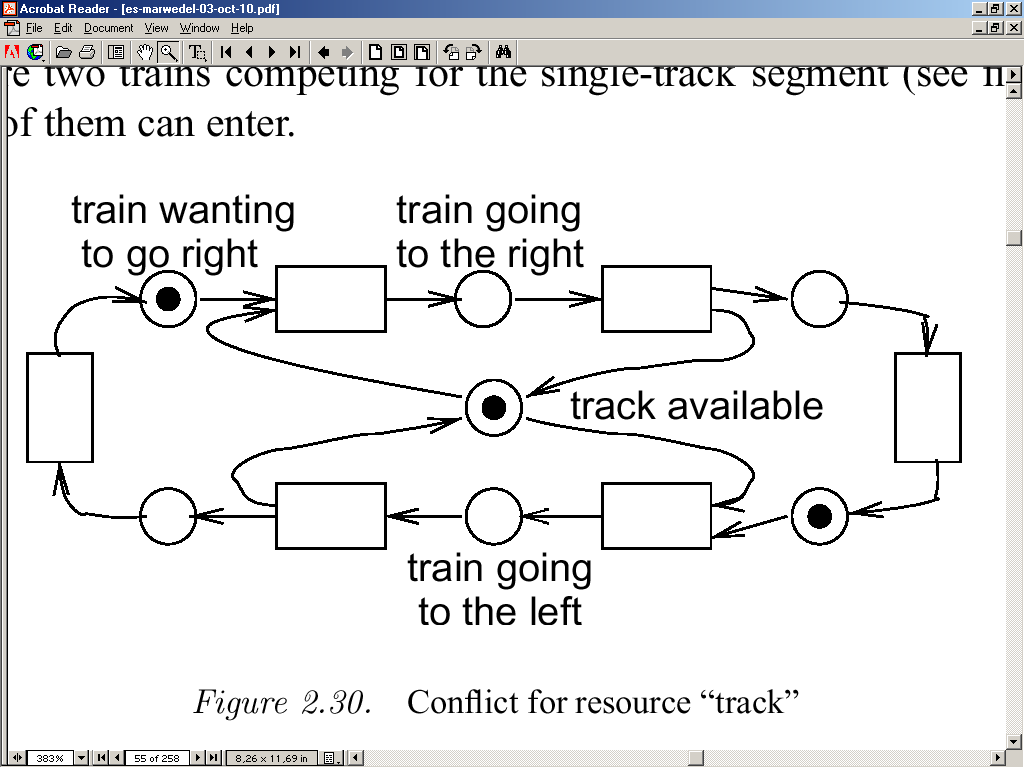 Acrobat Reader - [es-marwedel-03-oct-10.pdf]
File Edit Document View Window Help
re two trains competing for the single-track segment (see fi
of them can enter.
train wanting
to go right
train going
to the right
track available
train going
to the left
Figure 2.30. Conflict for resource “track”
383% 55 of 258 8,26 x 11,69 in